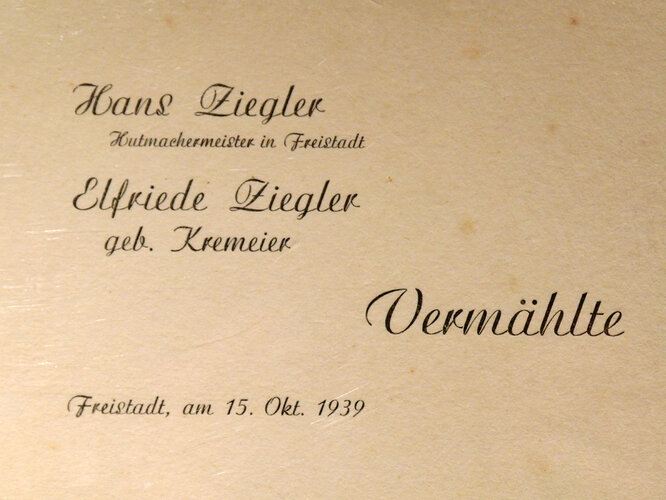 Hans Ziegler
Hutmachermeister in Freistadt
Elfriede Ziegler
geb. Kremeier
Vermählte
Freistadt, am 15. Okt. 1939